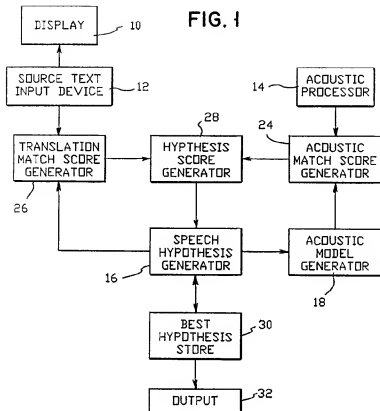 FIG. 1
DISPLAY
10
SOURCE TEXT
INPUT DEVICE
12
14
ACOUSTIC
PROCESSOR
28
24
TRANSLATION
MATCH SCORE
GENERATOR
26
HYPTHESIS
SCORE
GENERATOR
ACOUSTIC
MATCH SCORE
GENERATOR
SPEECH
HYPOTHESIS
GENERATOR
16
ACOUSTIC
MODEL
GENERATOR
18
BEST
HYPOTHESIS
STORE
30
OUTPUT
32